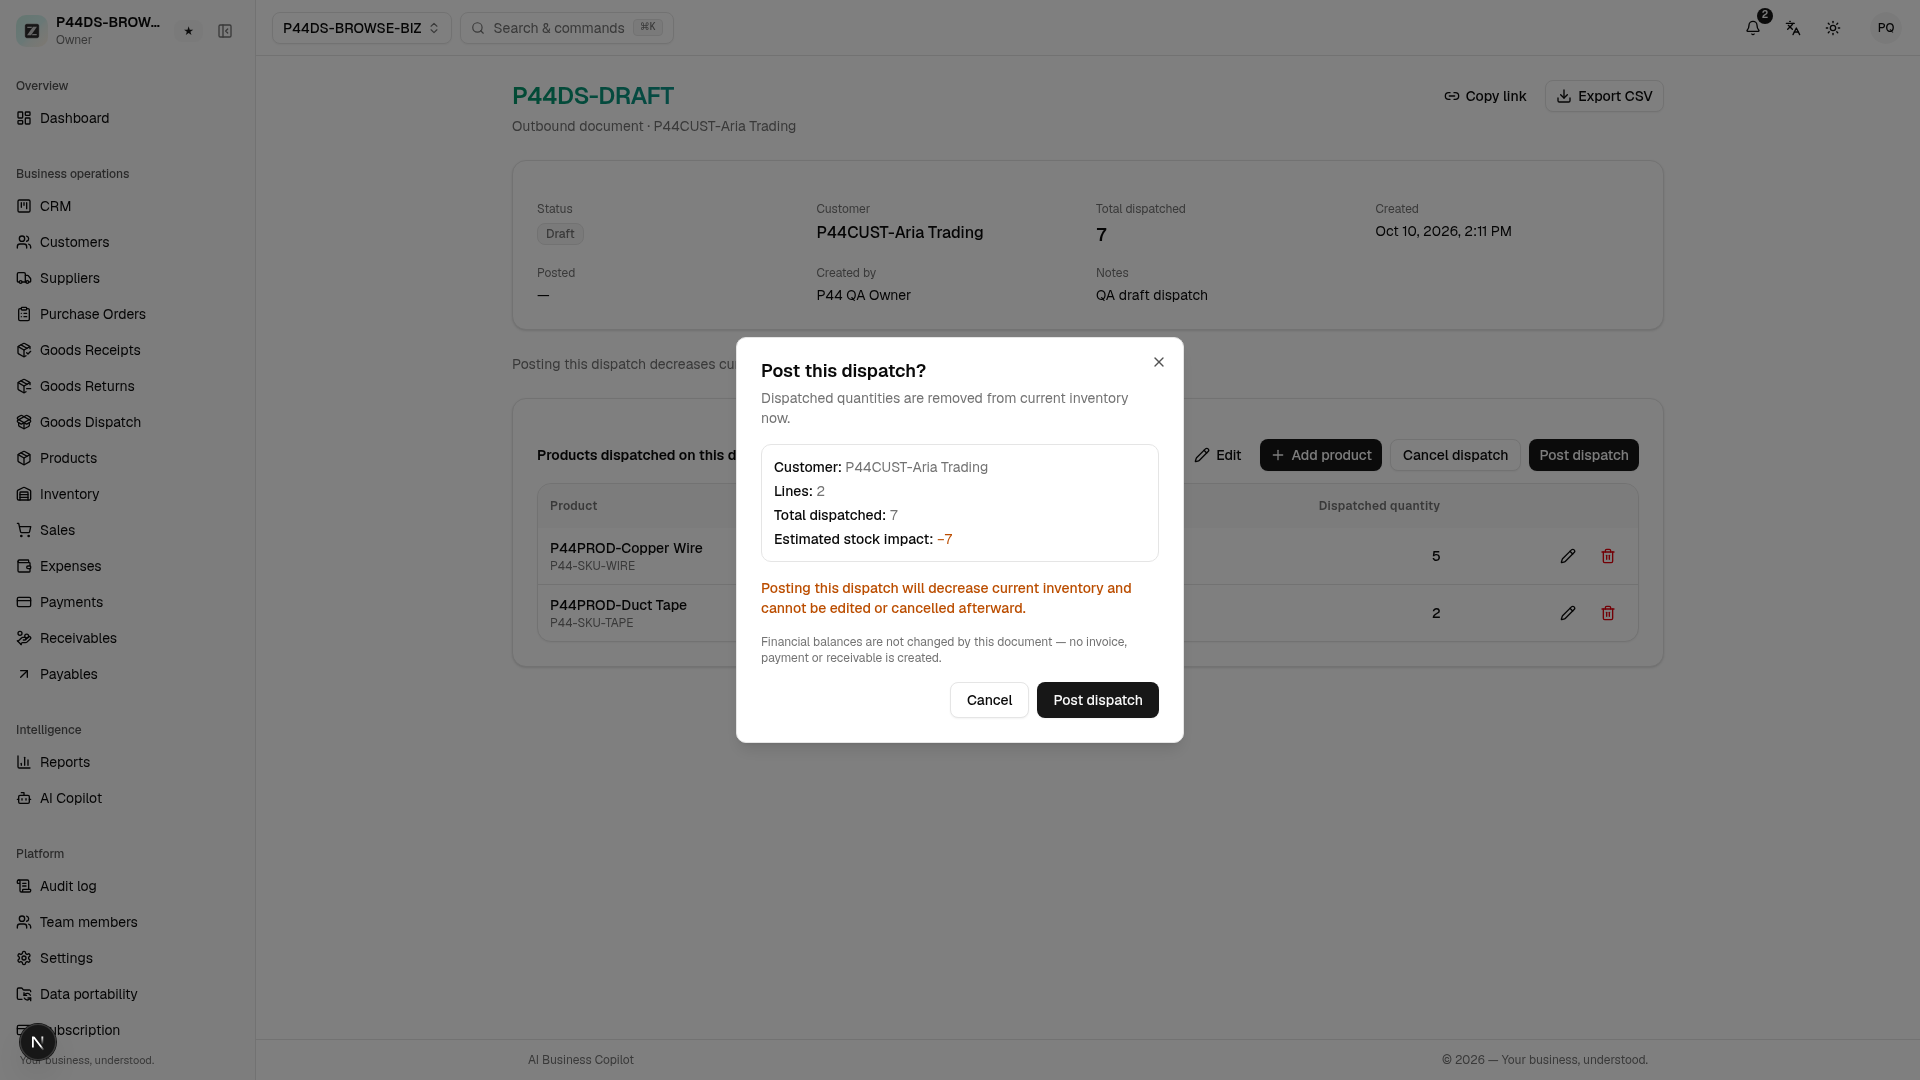 P44DS-BROW...
Owner
P44DS-BROWSE-BIZ
Search & commands
⌘K
2
PQ
Overview
Dashboard
Business operations
CRM
Customers
Suppliers
Purchase Orders
Goods Receipts
Goods Returns
Goods Dispatch
Products
Inventory
Sales
Expenses
Payments
Receivables
Payables
Intelligence
Reports
AI Copilot
Platform
Audit log
Team members
Settings
Data portability
ubscription
N
Your business, understood.
P44DS-DRAFT
Outbound document · P44CUST-Aria Trading
Copy link
Export CSV
Status
Draft
Customer
P44CUST-Aria Trading
Total dispatched
7
Created
Oct 10, 2026, 2:11 PM
Posted
—
Created by
P44 QA Owner
Notes
QA draft dispatch
Posting this dispatch decreases cu
Products dispatched on this d
Edit
Add product
Cancel dispatch
Post dispatch
Product
Dispatched quantity
P44PROD-Copper Wire
P44-SKU-WIRE
5
P44PROD-Duct Tape
P44-SKU-TAPE
2
Post this dispatch?
Dispatched quantities are removed from current inventory
now.
Customer: P44CUST-Aria Trading
Lines: 2
Total dispatched: 7
Estimated stock impact: −7
Posting this dispatch will decrease current inventory and
cannot be edited or cancelled afterward.
Financial balances are not changed by this document — no invoice,
payment or receivable is created.
Cancel
Post dispatch
AI Business Copilot
© 2026 — Your business, understood.